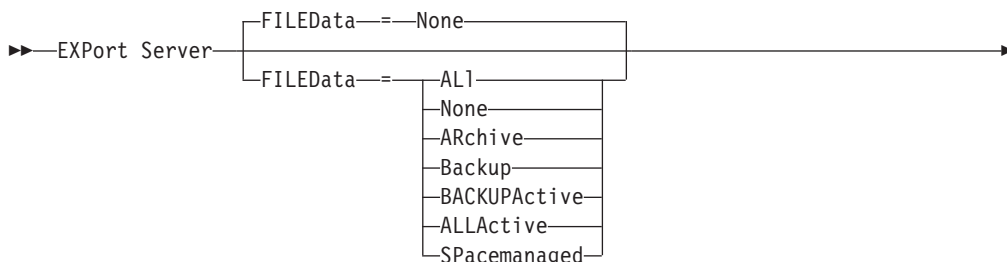 FILEData = None
EXPort Server
FILEData = ALl
None
ARchive
Backup
BACKUPActive
ALLActive
SPacemanaged